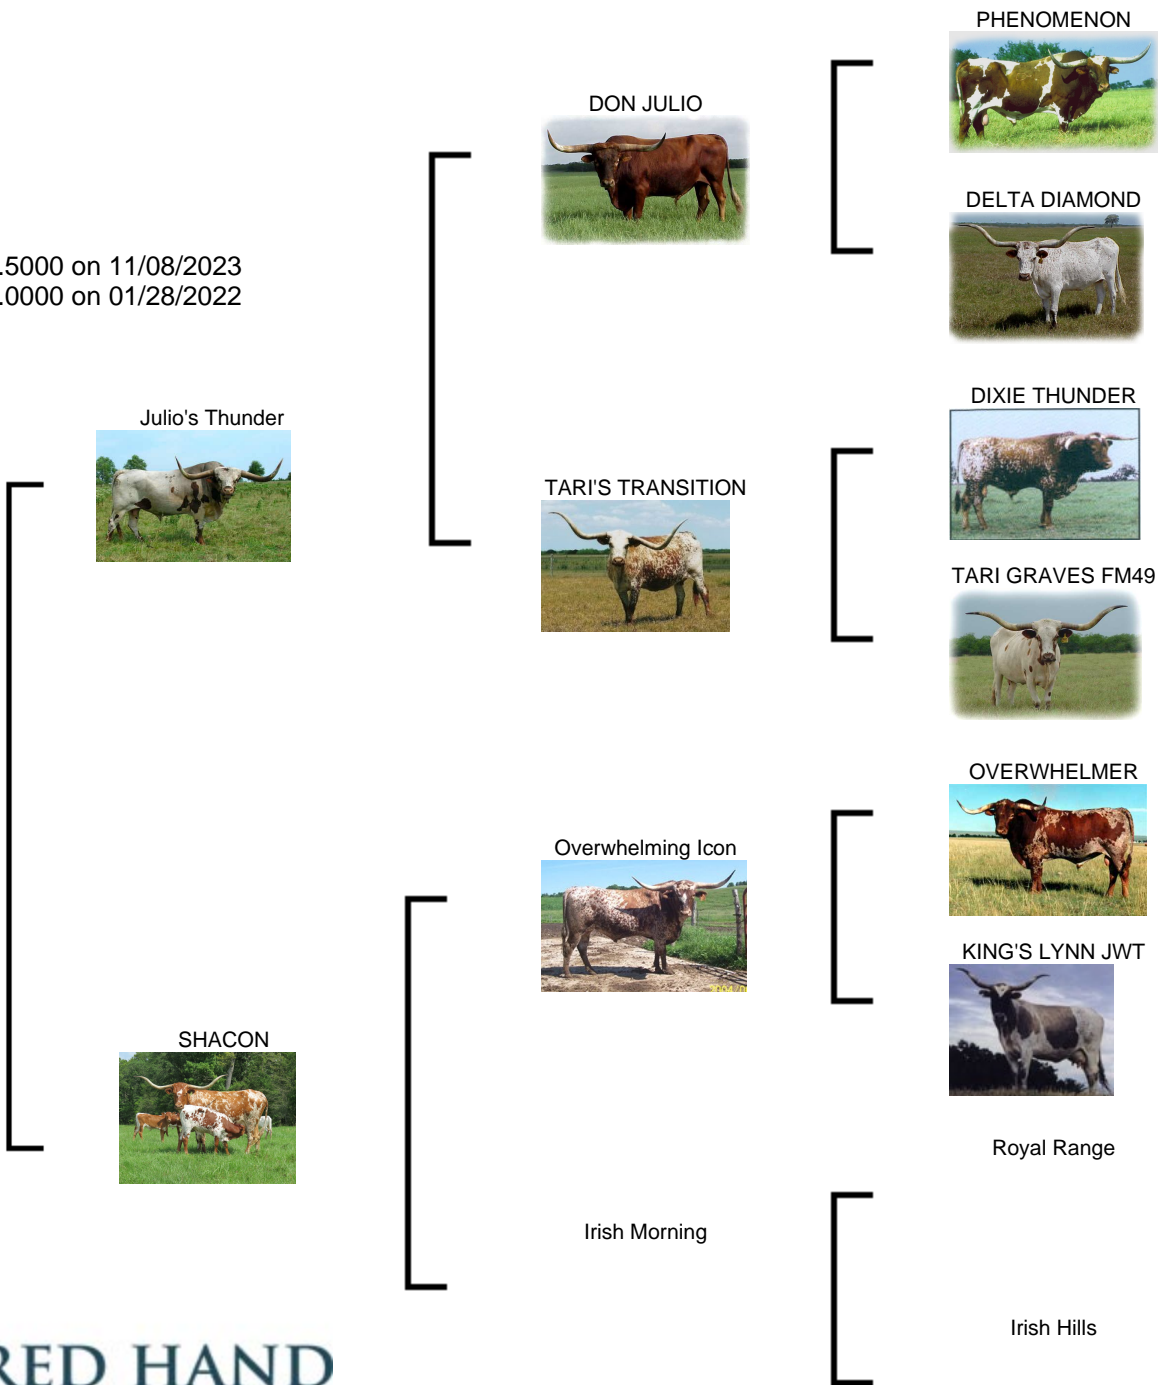 PHENOMENON
DON JULIO
DELTA DIAMOND
.5000 on 11/08/2023
.0000 on 01/28/2022
DIXIE THUNDER
Julio's Thunder
TARI'S TRANSITION
TARI GRAVES FM49
OVERWHELMER
Overwhelming Icon
KING'S LYNN JWT
SHACON
Royal Range
Irish Morning
Irish Hills
RED HAND